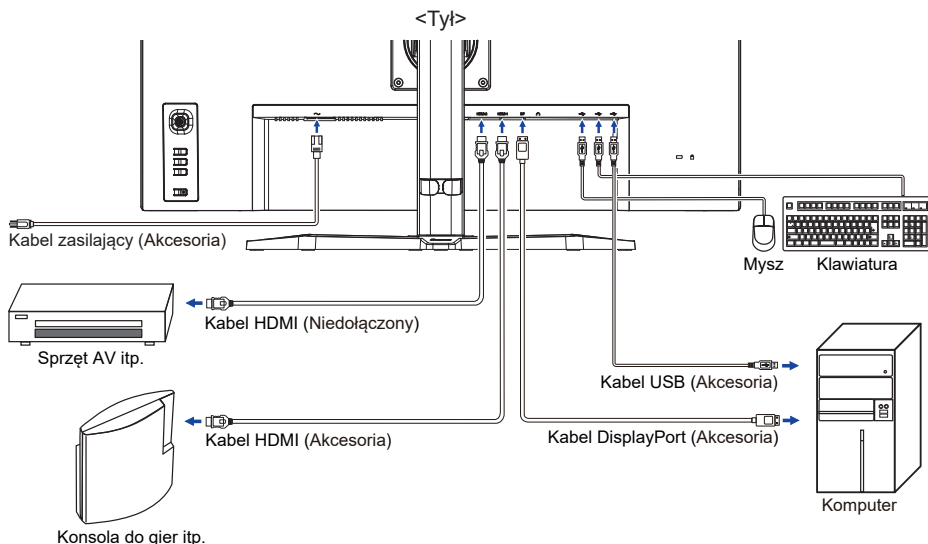 <Tył>
Kabel zasilający (Akcesoria)
Mysz
Klawiatura
Kabel HDMI (Niedołączony)
Sprzęt AV itp.
Kabel USB (Akcesoria)
Kabel HDMI (Akcesoria)
Kabel DisplayPort (Akcesoria)
Komputer
Konsola do gier itp.